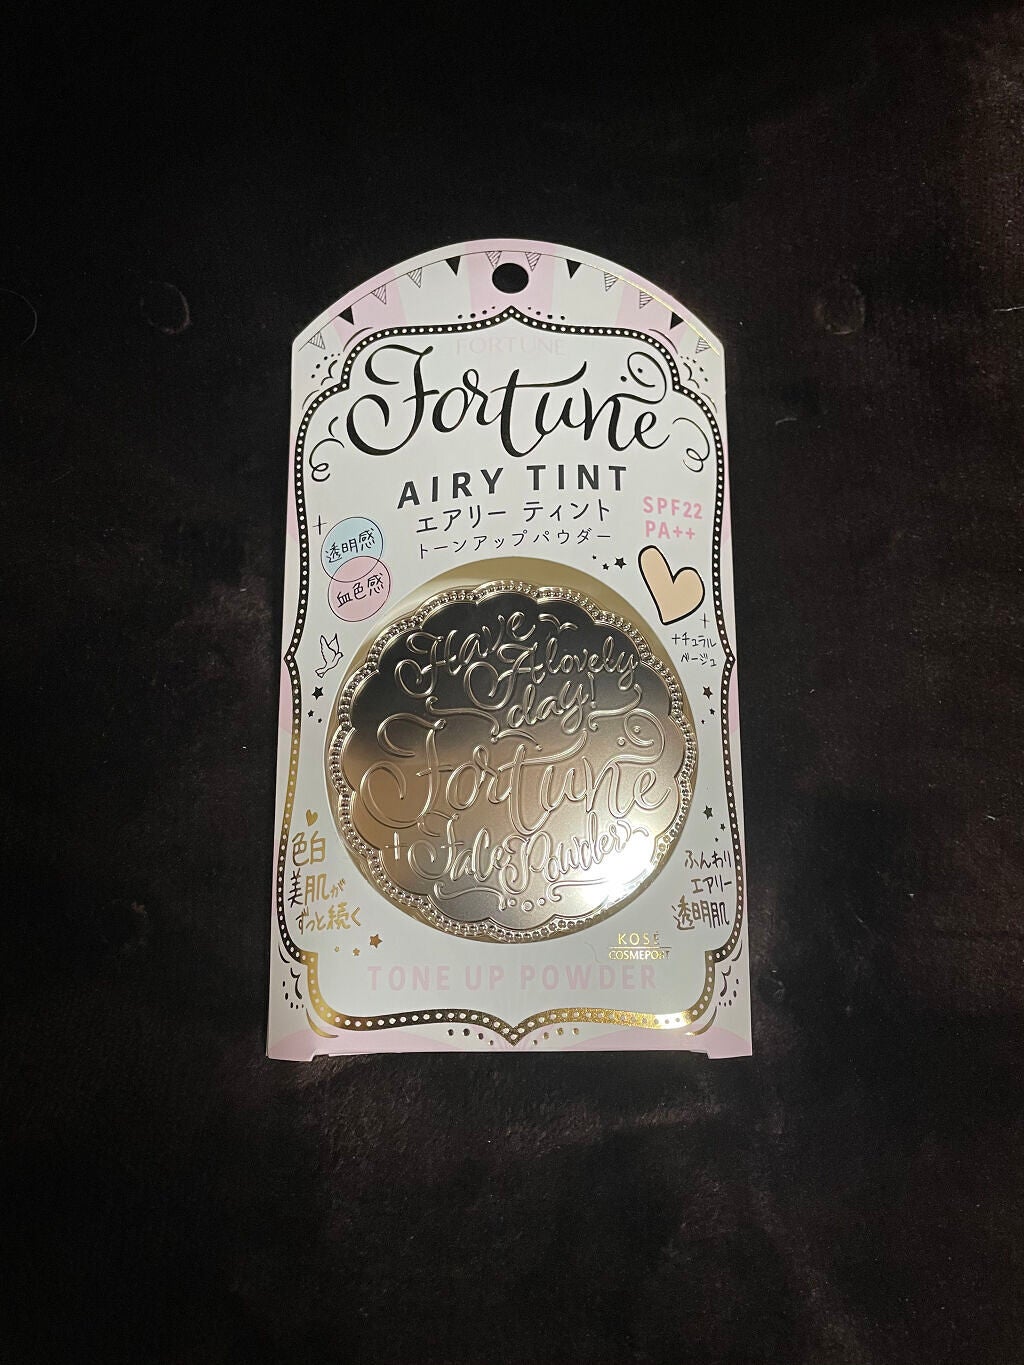 FORTUNE
Fortune
AIRY TINT
エアリー ティント
トーンアップパウダー
SPF22
PA++
透明感
血色感
ナチュラル
ベージュ
Have
A lovely
day!
Fortune
Face Powder
色白
美肌が
ずっと続く
ふんわり
エアリー
透明肌
KOSÉ
COSMEPORT
TONE UP POWDER